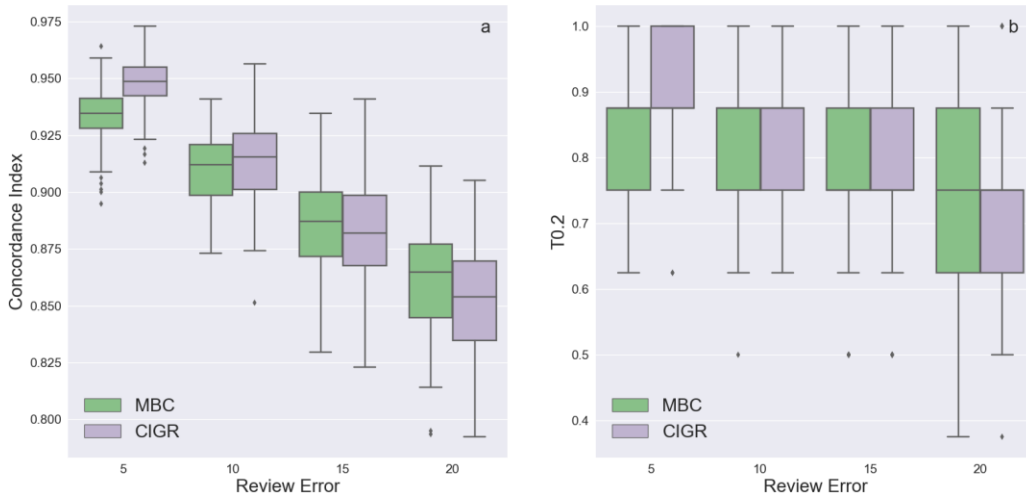 a
0.975
0.950
0.925
0.900
0.875
0.850
0.825
0.800
Concordance Index
MBC
CIGR
5 10 15 20
Review Error
b
1.0
0.9
0.8
0.7
0.6
0.5
0.4
T0.2
MBC
CIGR
5 10 15 20
Review Error